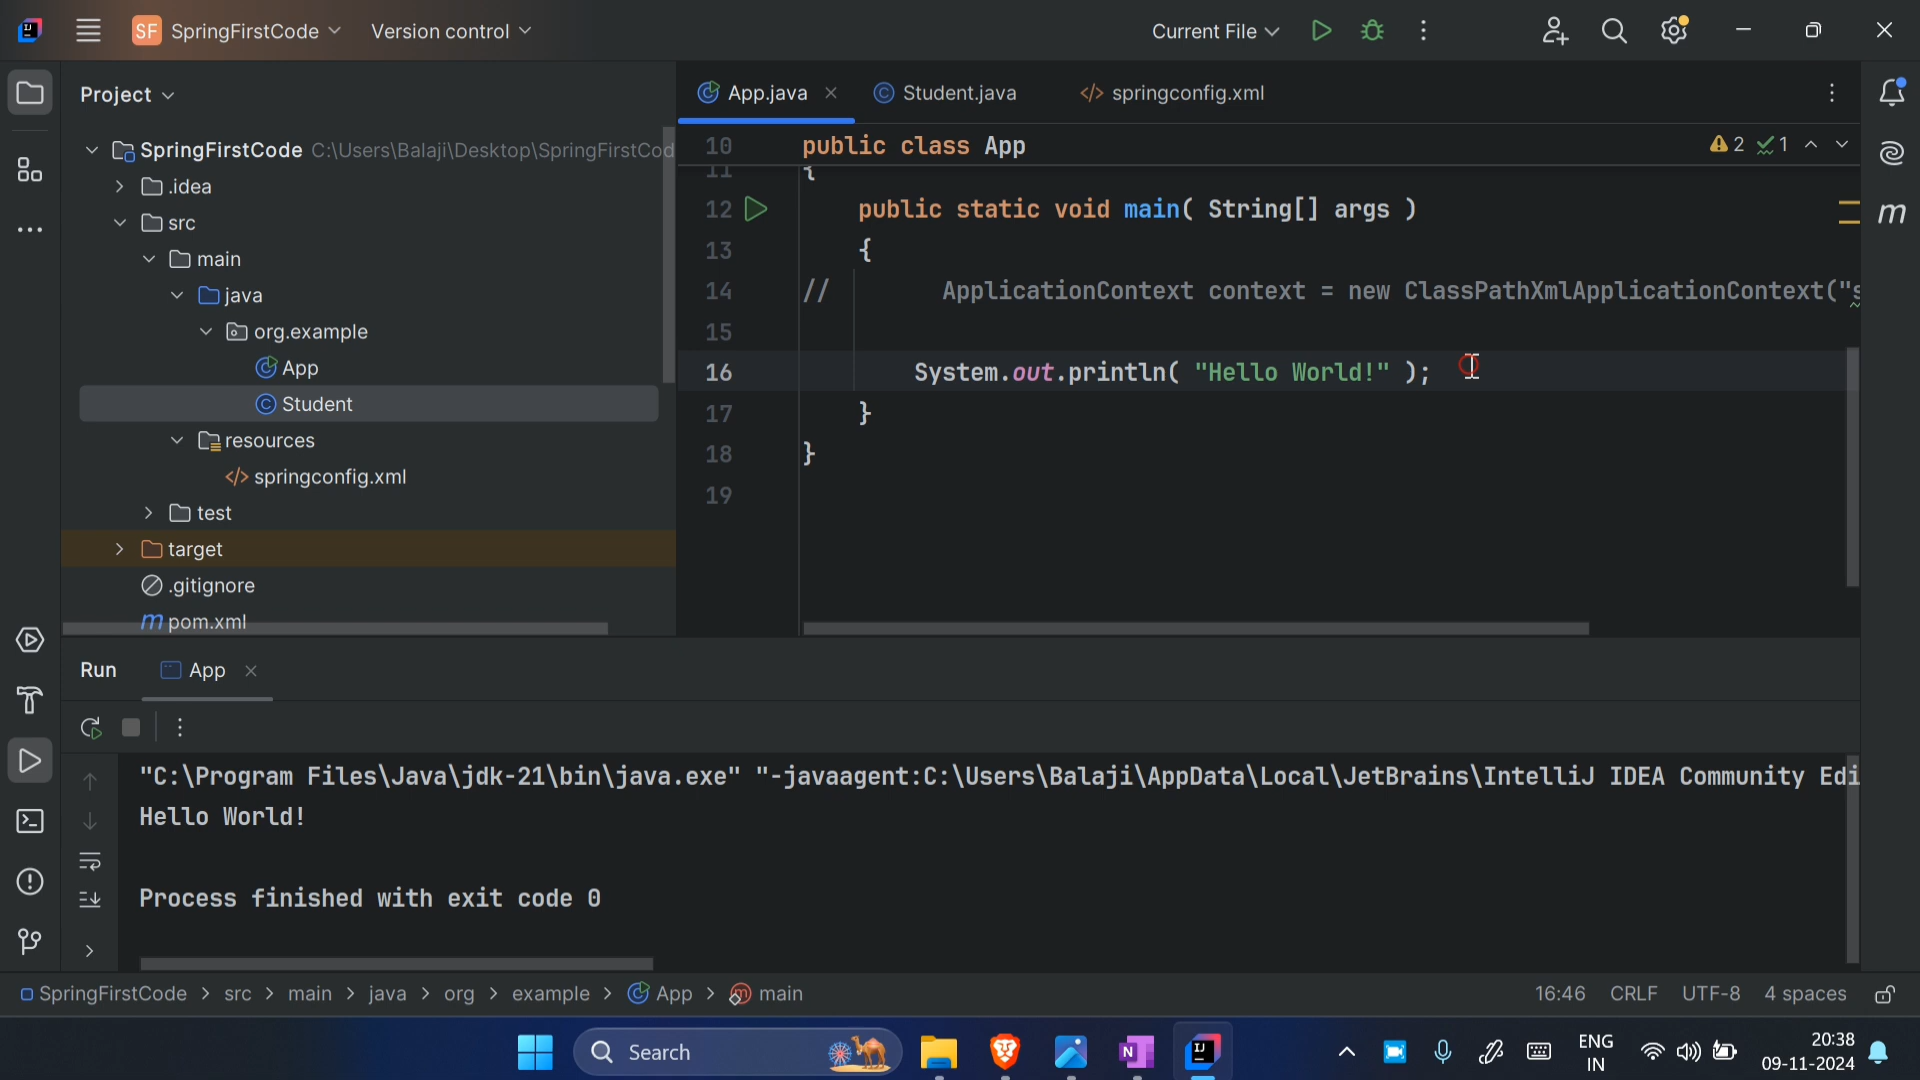 SF SpringFirstCode Version control Current File
Project
App.java Student.java </> springconfig.xml
SpringFirstCode C:\Users\Balaji\Desktop\SpringFirstCod
.idea
src
main
java
org.example
App
Student
resources
</> springconfig.xml
test
target
.gitignore
m pom.xml
10 public class App 2 1
11 {
12 public static void main( String[] args )
13 {
14 // ApplicationContext context = new ClassPathXmlApplicationContext("s
15
16 System.out.println( "Hello World!" );
17 }
18 }
19
Run App
"C:\Program Files\Java\jdk-21\bin\java.exe" "-javaagent:C:\Users\Balaji\AppData\Local\JetBrains\IntelliJ IDEA Community Edi
Hello World!
Process finished with exit code 0
SpringFirstCode > src > main > java > org > example > App > main 16:46 CRLF UTF-8 4 spaces
Search ENG 20:38
IN 09-11-2024